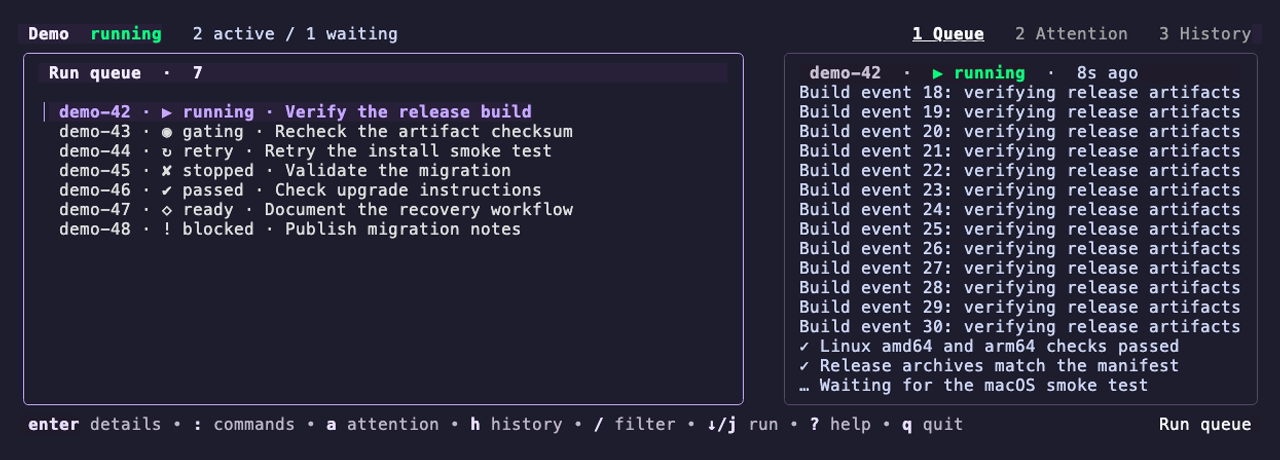 Demo running 2 active / 1 waiting 1 Queue 2 Attention 3 History
Run queue · 7
demo-42 · ▶ running · Verify the release build
demo-43 · ◉ gating · Recheck the artifact checksum
demo-44 · ↻ retry · Retry the install smoke test
demo-45 · ✘ stopped · Validate the migration
demo-46 · ✔ passed · Check upgrade instructions
demo-47 · ◇ ready · Document the recovery workflow
demo-48 · ! blocked · Publish migration notes
demo-42 · ▶ running · 8s ago
Build event 18: verifying release artifacts
Build event 19: verifying release artifacts
Build event 20: verifying release artifacts
Build event 21: verifying release artifacts
Build event 22: verifying release artifacts
Build event 23: verifying release artifacts
Build event 24: verifying release artifacts
Build event 25: verifying release artifacts
Build event 26: verifying release artifacts
Build event 27: verifying release artifacts
Build event 28: verifying release artifacts
Build event 29: verifying release artifacts
Build event 30: verifying release artifacts
✓ Linux amd64 and arm64 checks passed
✓ Release archives match the manifest
… Waiting for the macOS smoke test
enter details • : commands • a attention • h history • / filter • ↓/j run • ? help • q quit Run queue